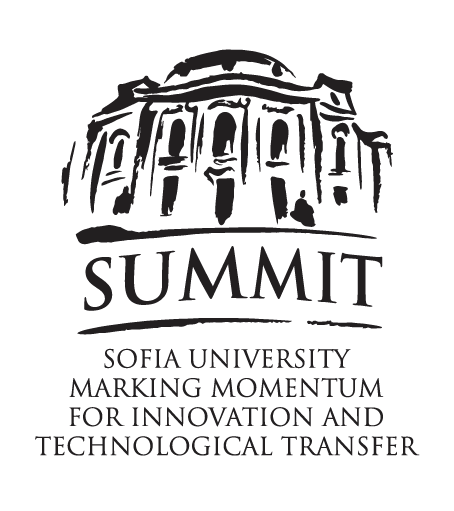 SUMMIT
SOFIA UNIVERSITY
MARKING MOMENTUM
FOR INNOVATION AND
TECHNOLOGICAL TRANSFER